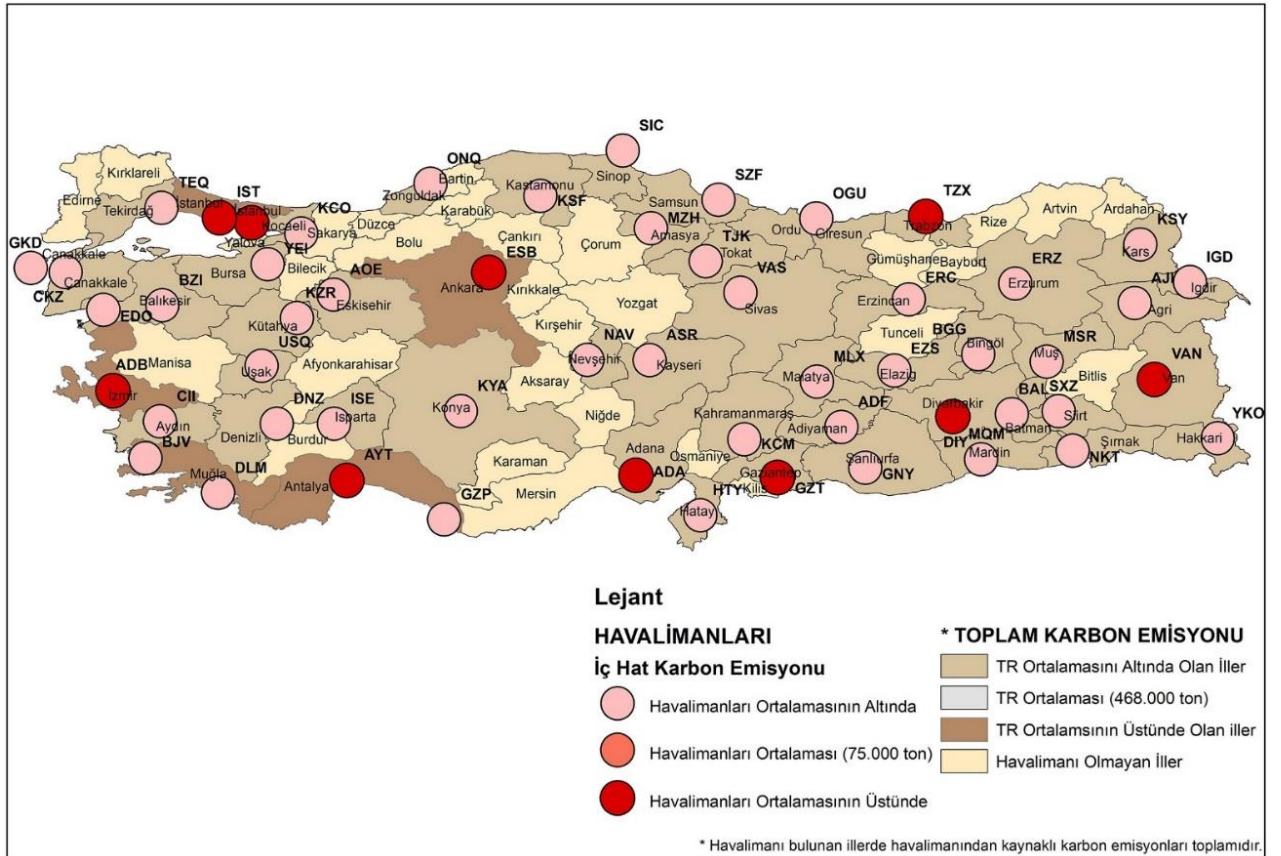 SIC
ONQ
Kırklareli
Bartın
Sinop
TEQ
IST
Zonguldak
Kastamonu
SZF
KSF
Samsun
OGU
TZX
Edirne
İstanbul
İstanbul
Tekirdağ
KCO
Kocaeli
Karabük
Düzce
MZH
Artvin
Ardahan
Rize
Trabzon
KSY
Sakarya
Yalova
Bolu
Çankırı
Çorum
Amasya
TJK
Ordu
Giresun
Kars
GKD
Çanakkale
YEI
ESB
Tokat
Gümüşhane
Bayburt
IGD
Bursa
Bilecik
AOE
VAS
ERC
ERZ
CKZ
Çanakkale
BZI
Ankara
Kırıkkale
AJI
Igdir
Balıkesir
KZR
Eskisehir
Yozgat
Sivas
Erzincan
Erzurum
Agri
EDO
Kütahya
Kırşehir
Tunceli
USQ
NAV
ASR
BGG
MSR
Manisa
Afyonkarahisar
EZS
Bingöl
VAN
ADB
Uşak
Nevşehir
Kayseri
MLX
Muş
Bitlis
İzmir
KYA
Aksaray
Malatya
Elazig
Van
CII
DNZ
ISE
Konya
BAL
SXZ
Aydın
Isparta
Niğde
Kahramanmaraş
ADF
Diyarbakir
Siirt
YKO
BJV
Denizli
Burdur
Adiyaman
Batman
KCM
DIY
MQM
Şırnak
Hakkari
DLM
AYT
Adana
Osmaniye
Muğla
Karaman
Şanlıurfa
Mardin
NKT
Antalya
ADA
Gaziantep
GNY
GZP
Mersin
HTY
Kilis
GZT
Hatay
Lejant
HAVALİMANLARI
İç Hat Karbon Emisyonu
Havalimanları Ortalamasının Altında
Havalimanları Ortalaması (75.000 ton)
Havalimanları Ortalamasının Üstünde
* TOPLAM KARBON EMİSYONU
TR Ortalamasını Altında Olan İller
TR Ortalaması (468.000 ton)
TR Ortalamsının Üstünde Olan iller
Havalimanı Olmayan İller
* Havalimanı bulunan illerde havalimanından kaynaklı karbon emisyonları toplamıdır.